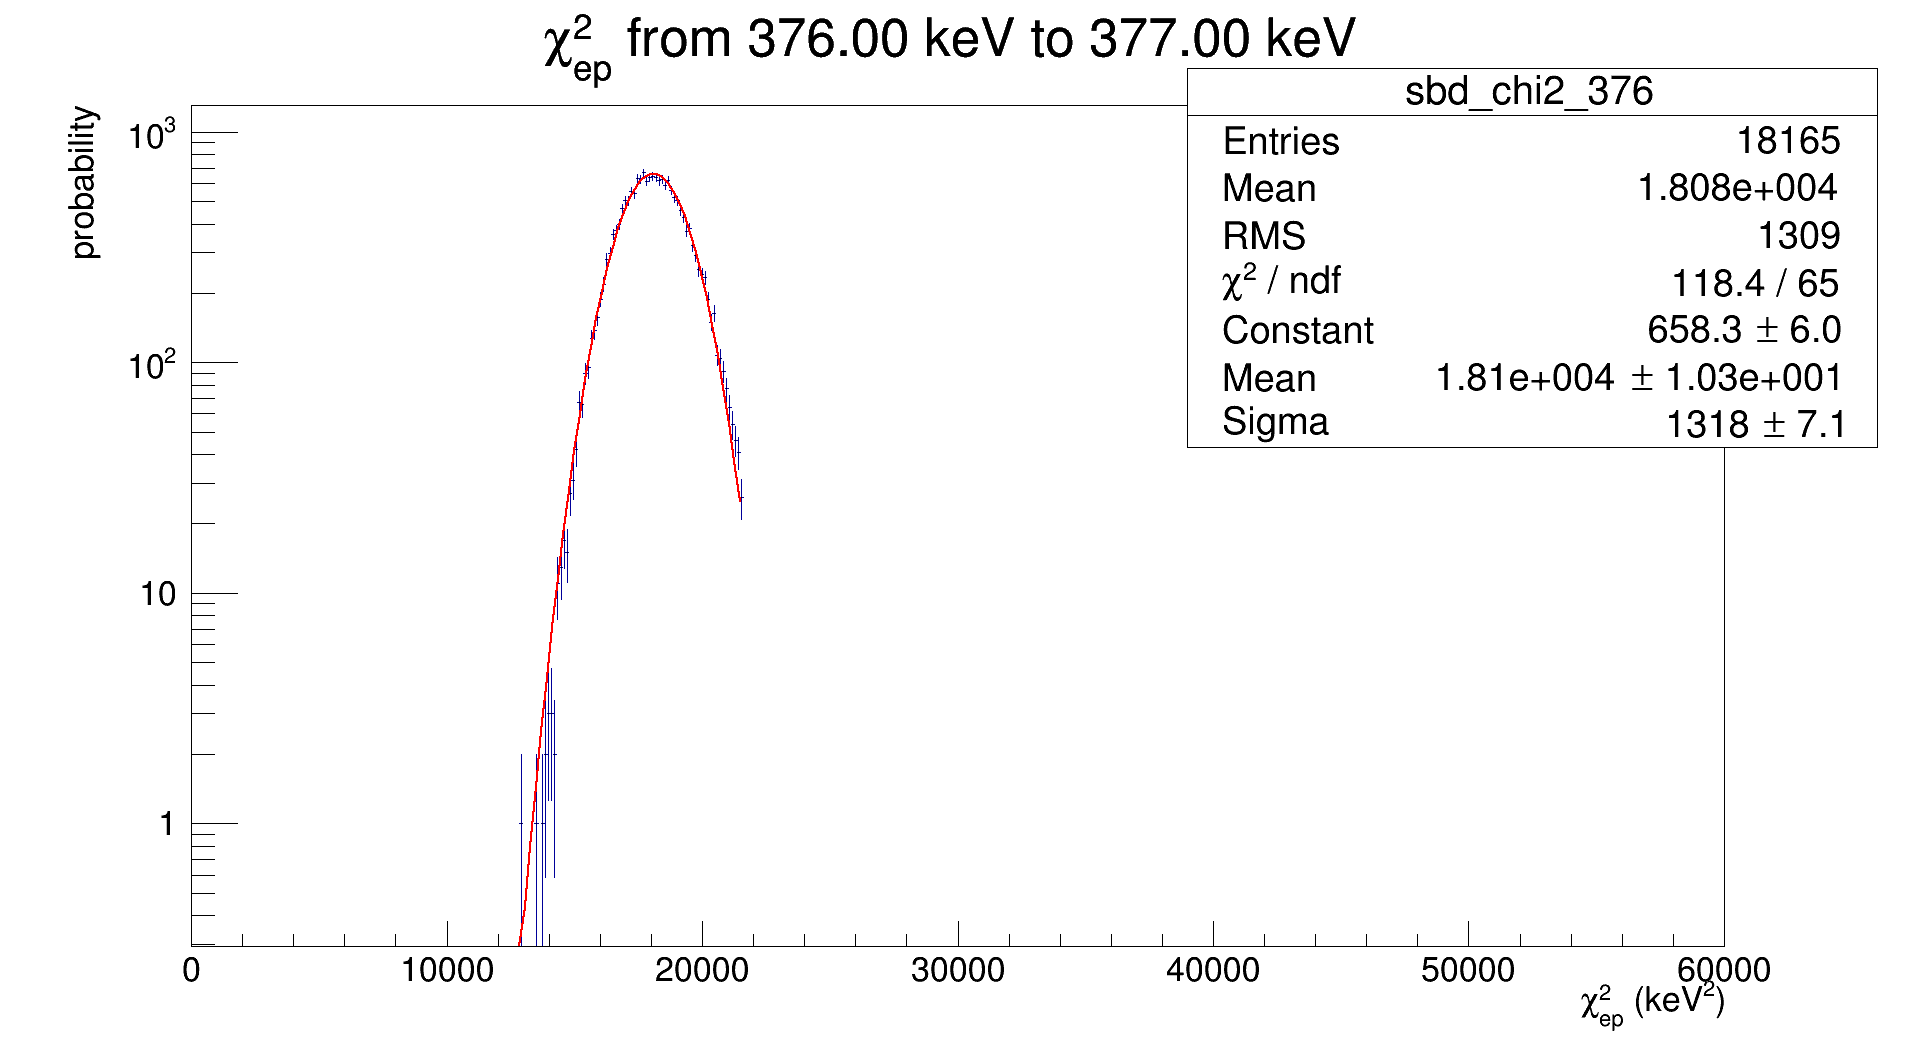 χ²ep from 376.00 keV to 377.00 keV
sbd_chi2_376
Entries 18165
Mean 1.808e+004
RMS 1309
χ² / ndf 118.4 / 65
Constant 658.3 ± 6.0
Mean 1.81e+004 ± 1.03e+001
Sigma 1318 ± 7.1
probability
10³
10²
10
1
0 10000 20000 30000 40000 50000 60000
χ²ep (keV²)